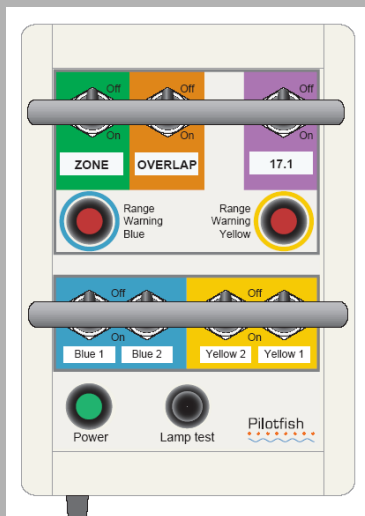 Off Off Off
On On On
ZONE OVERLAP 17.1
Range Warning Blue
Range Warning Yellow
Off Off
On On
Blue 1 Blue 2 Yellow 2 Yellow 1
Power Lamp test
Pilotfish